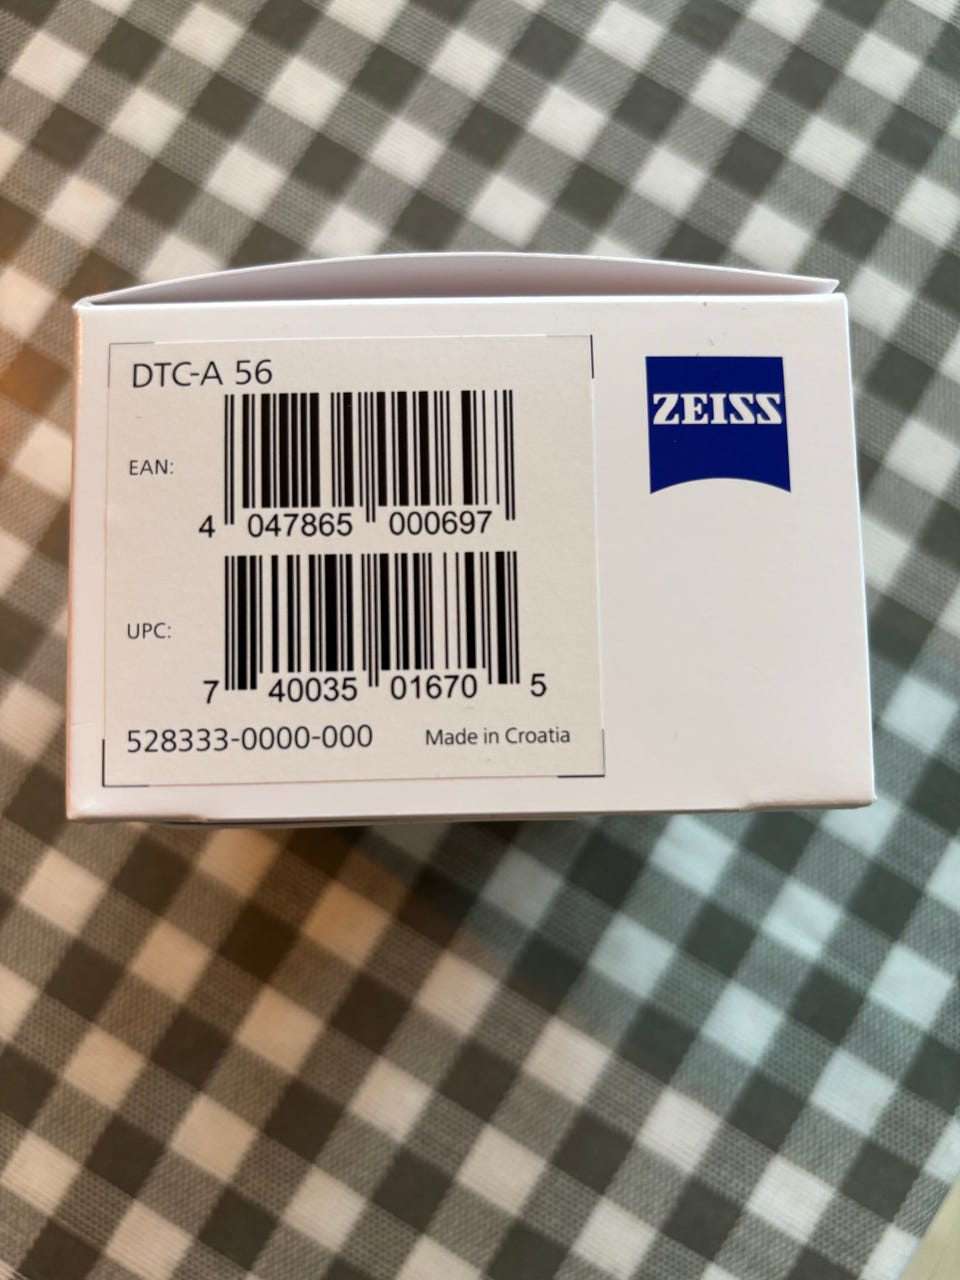 DTC-A 56
ZEISS
EAN:
4 047865 000697
UPC:
7 40035 01670 5
528333-0000-000 Made in Croatia